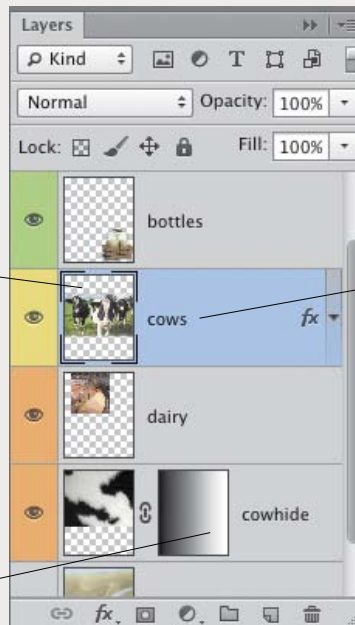 Layers
Kind T
Normal Opacity: 100%
Lock: Fill: 100%
bottles
cows fx
dairy
cowhide
fx